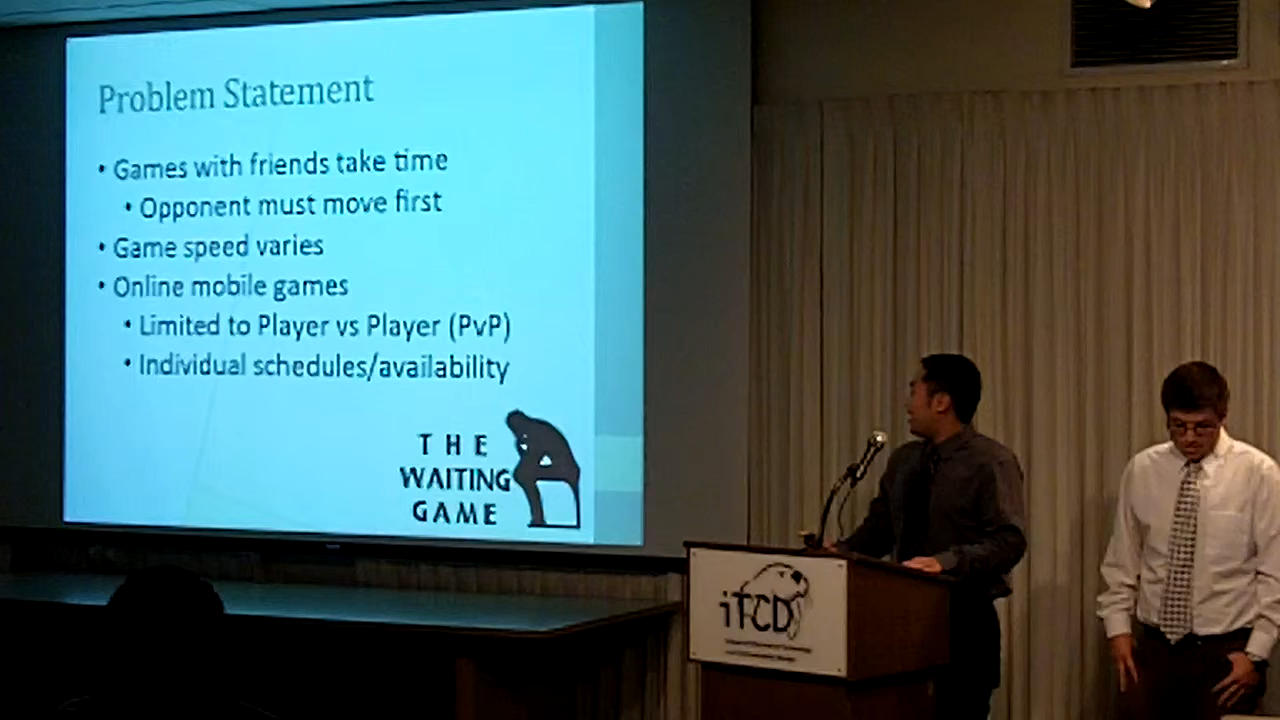 Problem Statement
• Games with friends take time
• Opponent must move first
• Game speed varies
• Online mobile games
• Limited to Player vs Player (PvP)
• Individual schedules/availability
THE
WAITING
GAME
iTCD